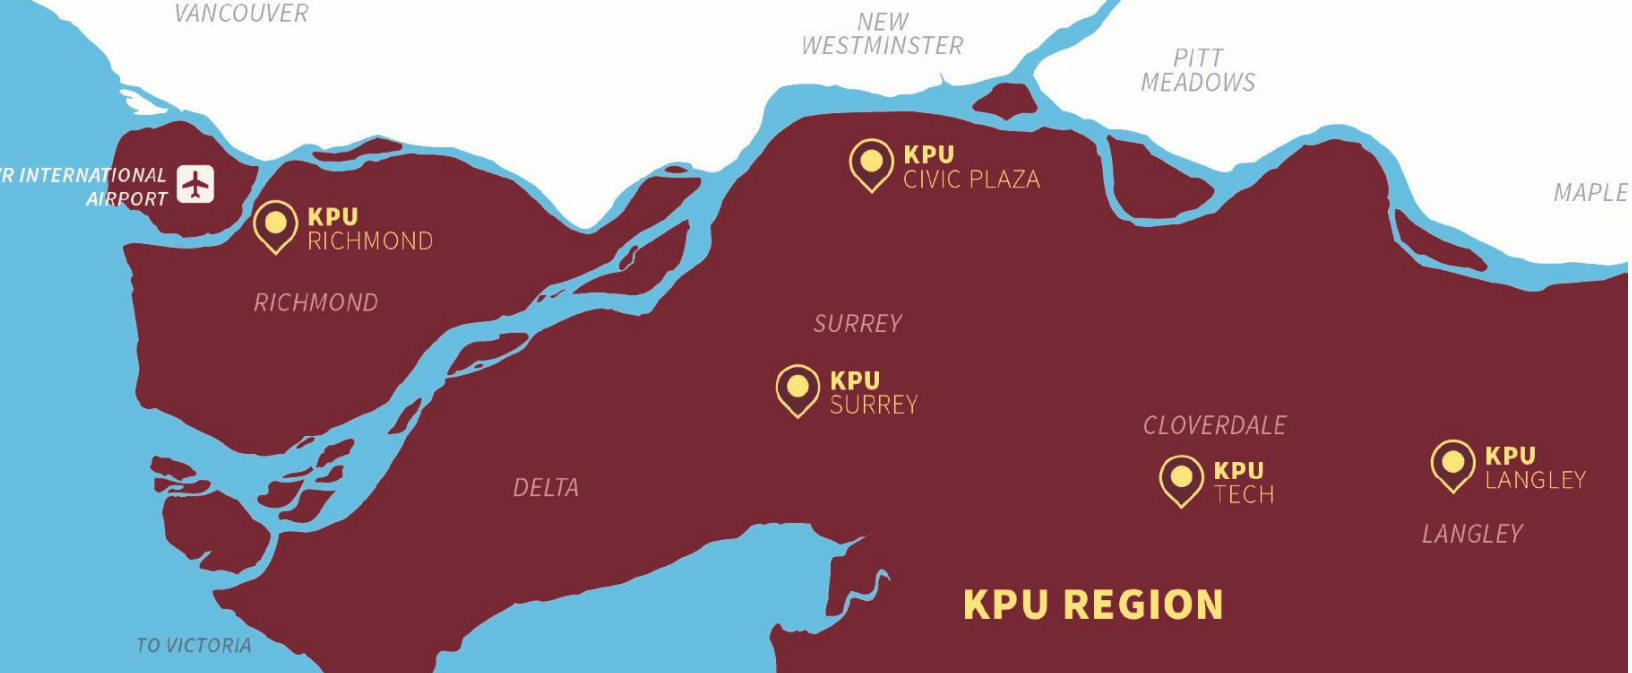 VANCOUVER
NEW
WESTMINSTER
PITT
MEADOWS
MAPLE
R INTERNATIONAL
AIRPORT
KPU
RICHMOND
RICHMOND
KPU
CIVIC PLAZA
SURREY
KPU
SURREY
DELTA
CLOVERDALE
KPU
TECH
KPU
LANGLEY
LANGLEY
KPU REGION
TO VICTORIA